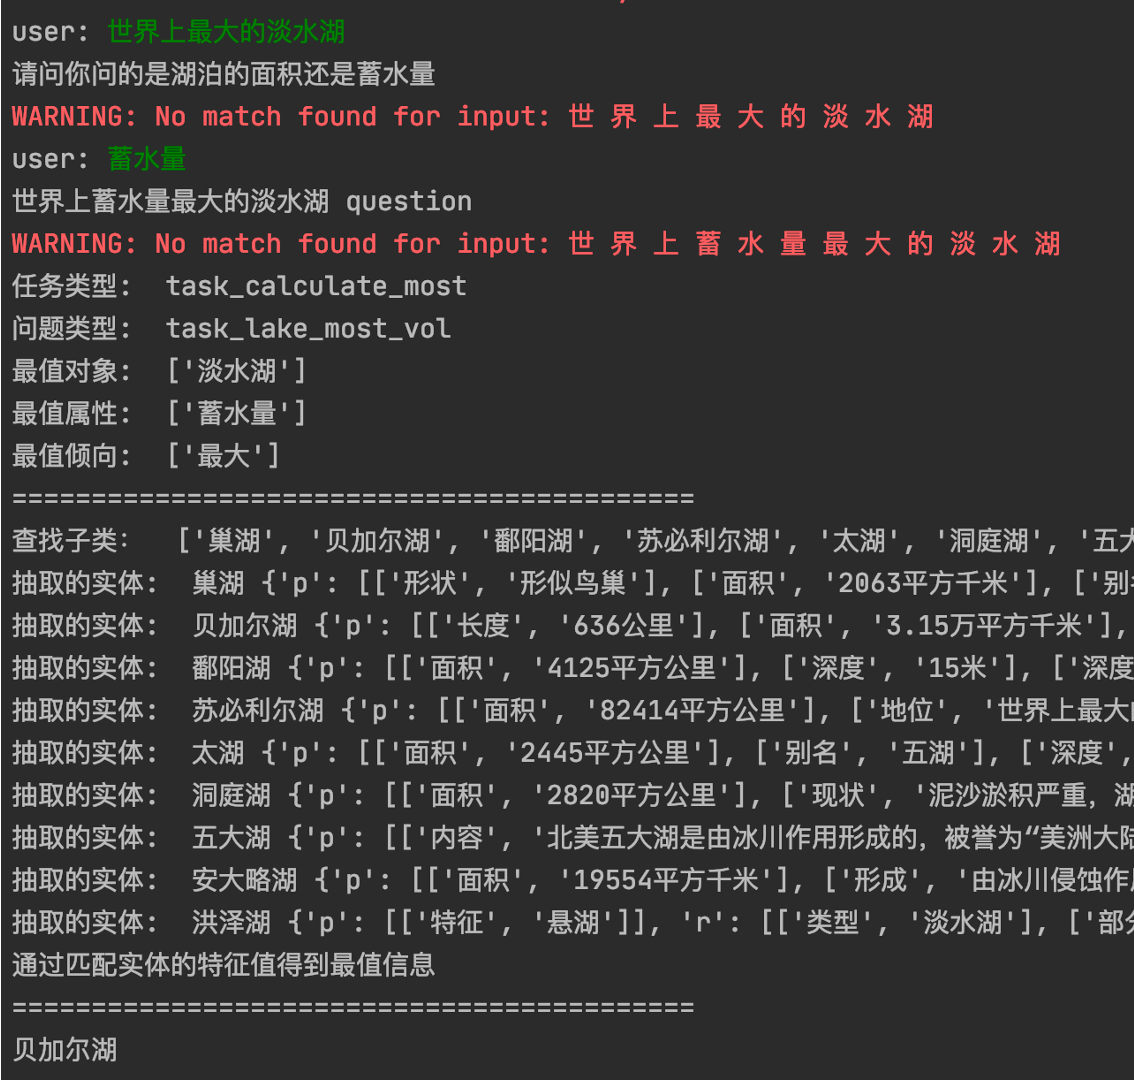 user: 世界上最大的淡水湖
请问你问的是湖泊的面积还是蓄水量
WARNING: No match found for input: 世 界 上 最 大 的 淡 水 湖
user: 蓄水量
世界上蓄水量最大的淡水湖 question
WARNING: No match found for input: 世 界 上 蓄 水 量 最 大 的 淡 水 湖
任务类型:  task_calculate_most
问题类型:  task_lake_most_vol
最值对象:  ['淡水湖']
最值属性:  ['蓄水量']
最值倾向:  ['最大']
===========================================
查找子类:  ['巢湖', '贝加尔湖', '鄱阳湖', '苏必利尔湖', '太湖', '洞庭湖', '五大
抽取的实体:  巢湖 {'p': [['形状', '形似鸟巢'], ['面积', '2063平方千米'], ['别名
抽取的实体:  贝加尔湖 {'p': [['长度', '636公里'], ['面积', '3.15万平方千米'],
抽取的实体:  鄱阳湖 {'p': [['面积', '4125平方公里'], ['深度', '15米'], ['深度
抽取的实体:  苏必利尔湖 {'p': [['面积', '82414平方公里'], ['地位', '世界上最大的
抽取的实体:  太湖 {'p': [['面积', '2445平方公里'], ['别名', '五湖'], ['深度',
抽取的实体:  洞庭湖 {'p': [['面积', '2820平方公里'], ['现状', '泥沙淤积严重，湖
抽取的实体:  五大湖 {'p': [['内容', '北美五大湖是由冰川作用形成的，被誉为“美洲大陆
抽取的实体:  安大略湖 {'p': [['面积', '19554平方千米'], ['形成', '由冰川侵蚀作用
抽取的实体:  洪泽湖 {'p': [['特征', '悬湖']], 'r': [['类型', '淡水湖'], ['部分
通过匹配实体的特征值得到最值信息
===========================================
贝加尔湖